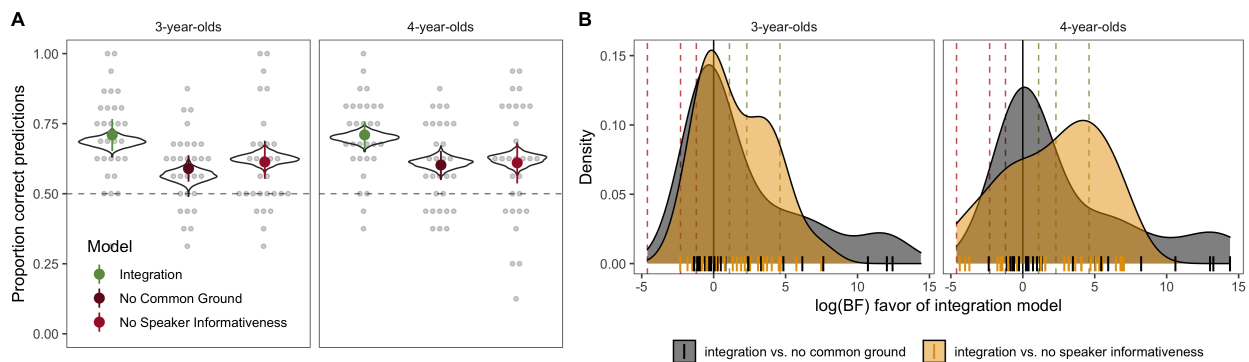 A
3-year-olds
4-year-olds
Proportion correct predictions
1.00
0.75
0.50
0.25
0.00
Model
Integration
No Common Ground
No Speaker Informativeness
B
3-year-olds
4-year-olds
Density
0.15
0.10
0.05
0.00
-5 0 5 10 15
-5 0 5 10 15
log(BF) favor of integration model
integration vs. no common ground
integration vs. no speaker informativeness